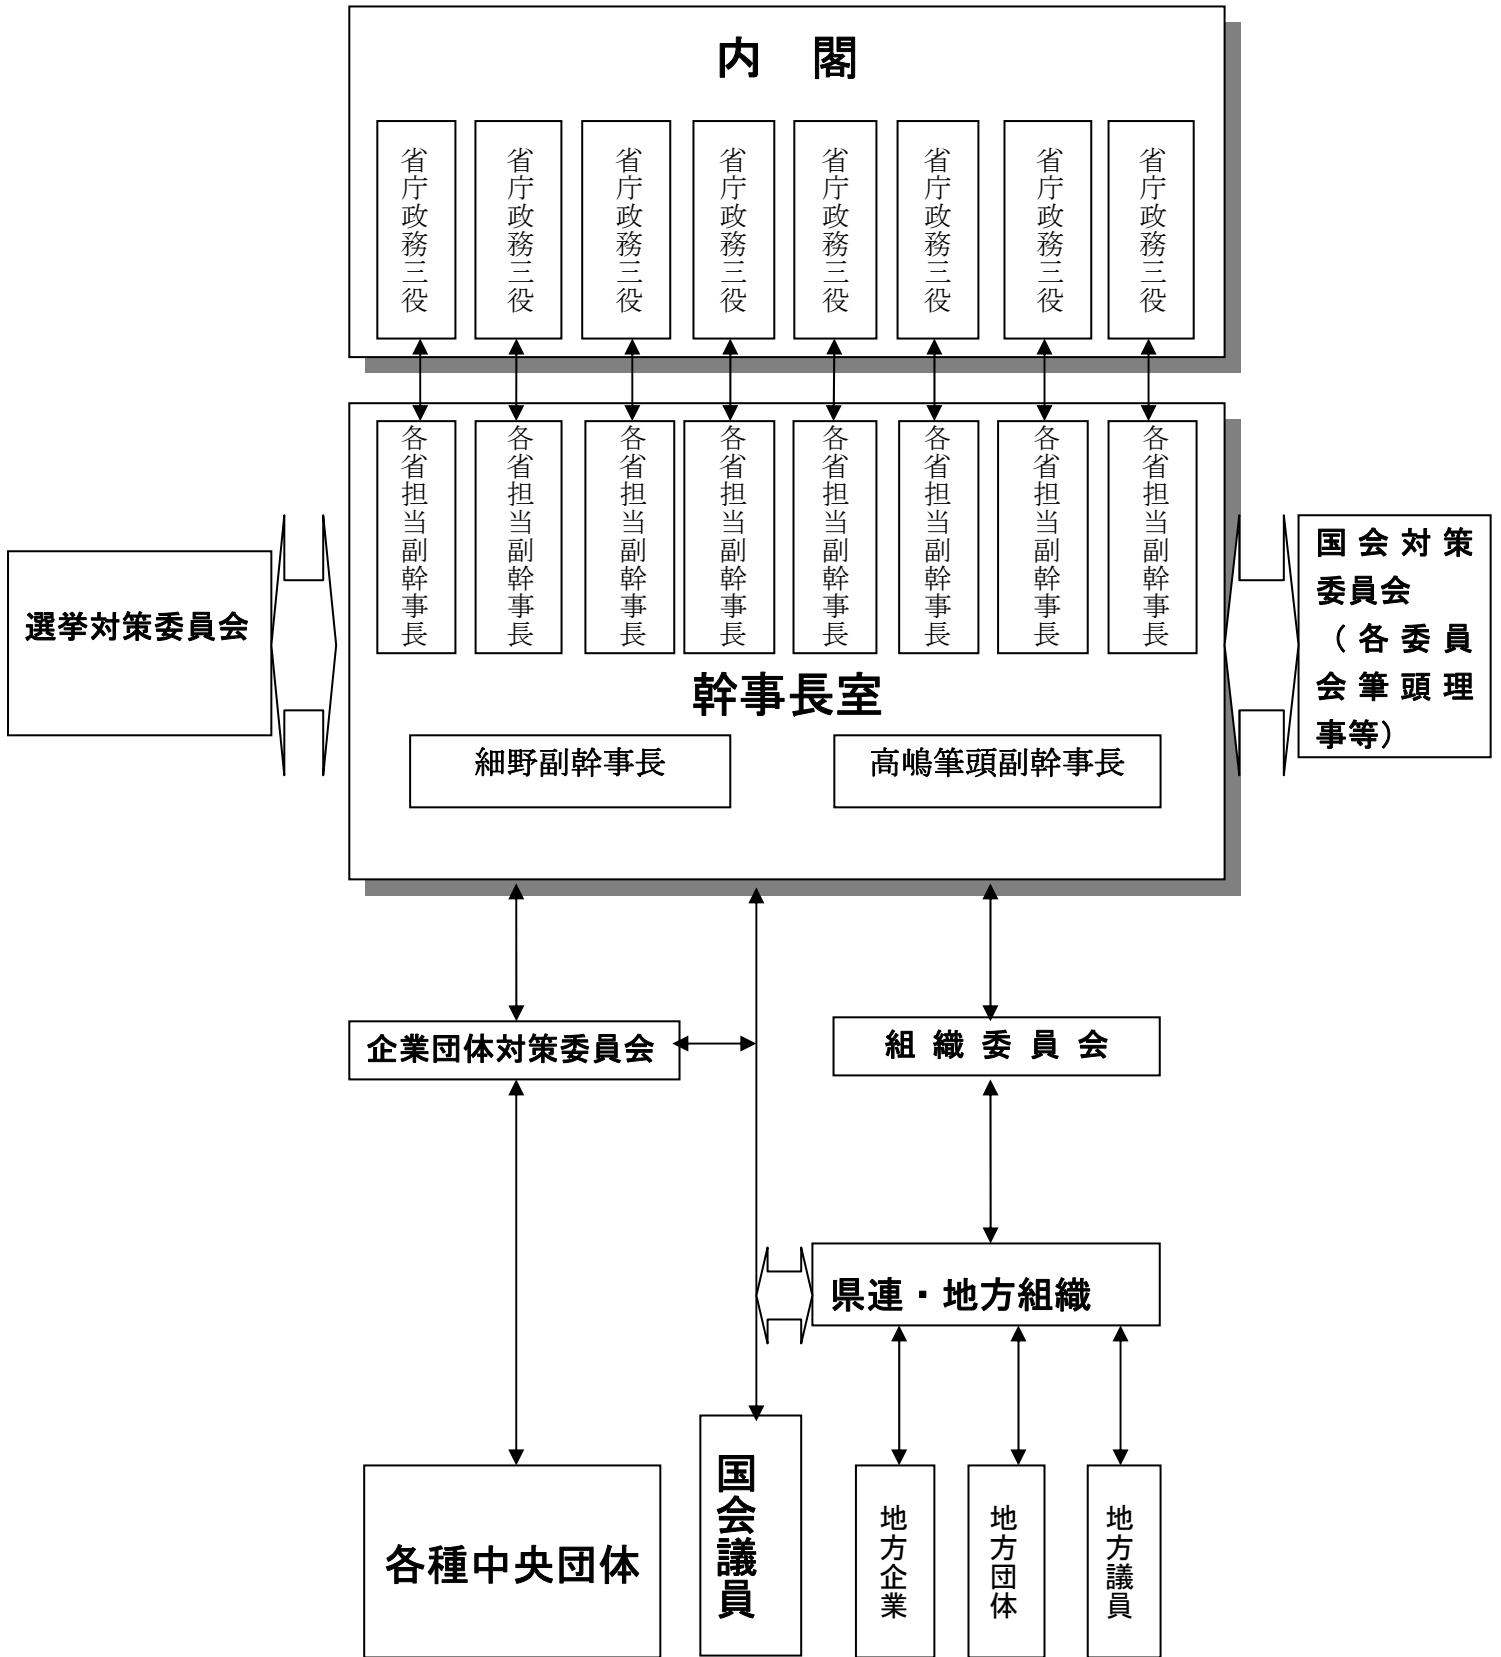 内　閣
省庁政務三役
省庁政務三役
省庁政務三役
省庁政務三役
省庁政務三役
省庁政務三役
省庁政務三役
省庁政務三役
各省担当副幹事長
各省担当副幹事長
各省担当副幹事長
各省担当副幹事長
各省担当副幹事長
各省担当副幹事長
各省担当副幹事長
各省担当副幹事長
選挙対策委員会
国会対策
委員会
（各委員
会筆頭理
事等）
幹事長室
細野副幹事長
高嶋筆頭副幹事長
企業団体対策委員会
組織委員会
県連・地方組織
各種中央団体
国会議員
地方企業
地方団体
地方議員